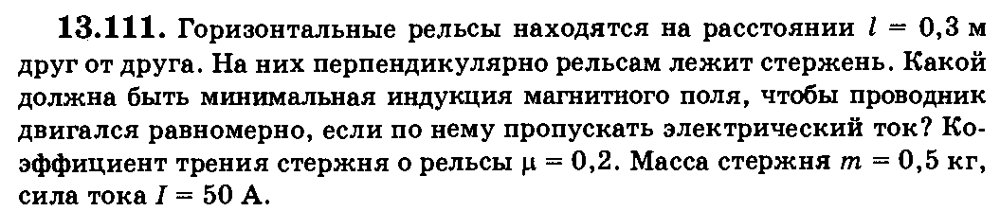 13.111. Горизонтальные рельсы находятся на расстоянии l = 0,3 м
друг от друга. На них перпендикулярно рельсам лежит стержень. Какой
должна быть минимальная индукция магнитного поля, чтобы проводник
двигался равномерно, если по нему пропускать электрический ток? Ко-
эффициент трения стержня о рельсы μ = 0,2. Масса стержня m = 0,5 кг,
сила тока I = 50 А.